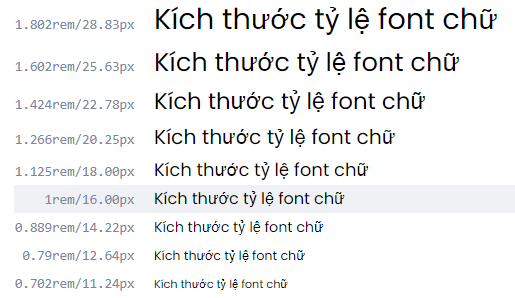 1.802rem/28.83px Kích thước tỷ lệ font chữ
1.602rem/25.63px Kích thước tỷ lệ font chữ
1.424rem/22.78px Kích thước tỷ lệ font chữ
1.266rem/20.25px Kích thước tỷ lệ font chữ
1.125rem/18.00px Kích thước tỷ lệ font chữ
1rem/16.00px Kích thước tỷ lệ font chữ
0.889rem/14.22px Kích thước tỷ lệ font chữ
0.79rem/12.64px Kích thước tỷ lệ font chữ
0.702rem/11.24px Kích thước tỷ lệ font chữ